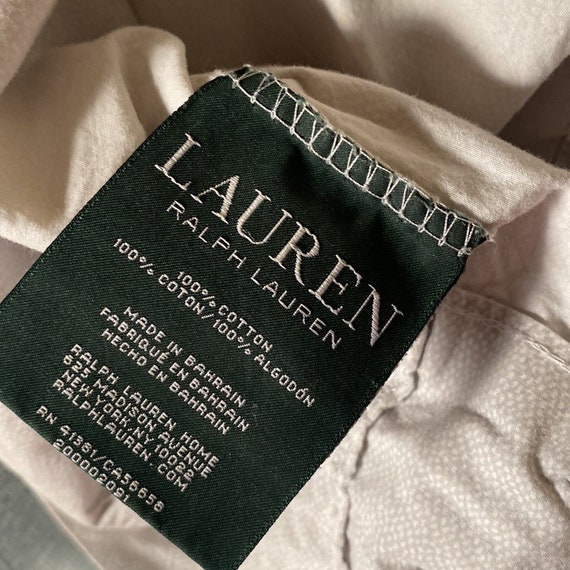 LAUREN
RALPH LAUREN
100% COTTON
100% COTON/100% ALGODÓN
MADE IN BAHRAIN
FABRIQUÉ EN BAHRAIN
HECHO EN BAHRAIN
RALPH LAUREN HOME
625 MADISON AVENUE
NEW YORK, NY 10022
RALPHLAUREN.COM
RN 41381/CA56658
200002091